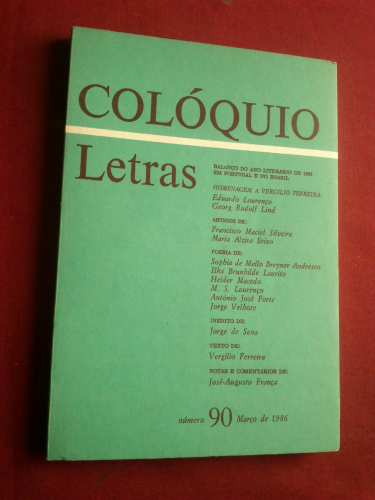 COLÓQUIO
Letras
BALANÇO DO ANO LITERÁRIO DE 1985
EM PORTUGAL E NO BRASIL
HOMENAGEM A VERGÍLIO FERREIRA:
Eduardo Lourenço
Georg Rudolf Lind
ARTIGOS DE:
Francisco Maciel Silveira
Maria Alzira Seixo
POESIA DE:
Sophia de Mello Breyner Andresen
Ilka Brunhilde Laurito
Helder Macedo
M. S. Lourenço
António José Forte
Jorge Velhote
INÉDITO DE:
Jorge de Sena
TEXTO DE:
Vergílio Ferreira
NOTAS E COMENTÁRIOS DE:
José-Augusto França
número 90 Março de 1986